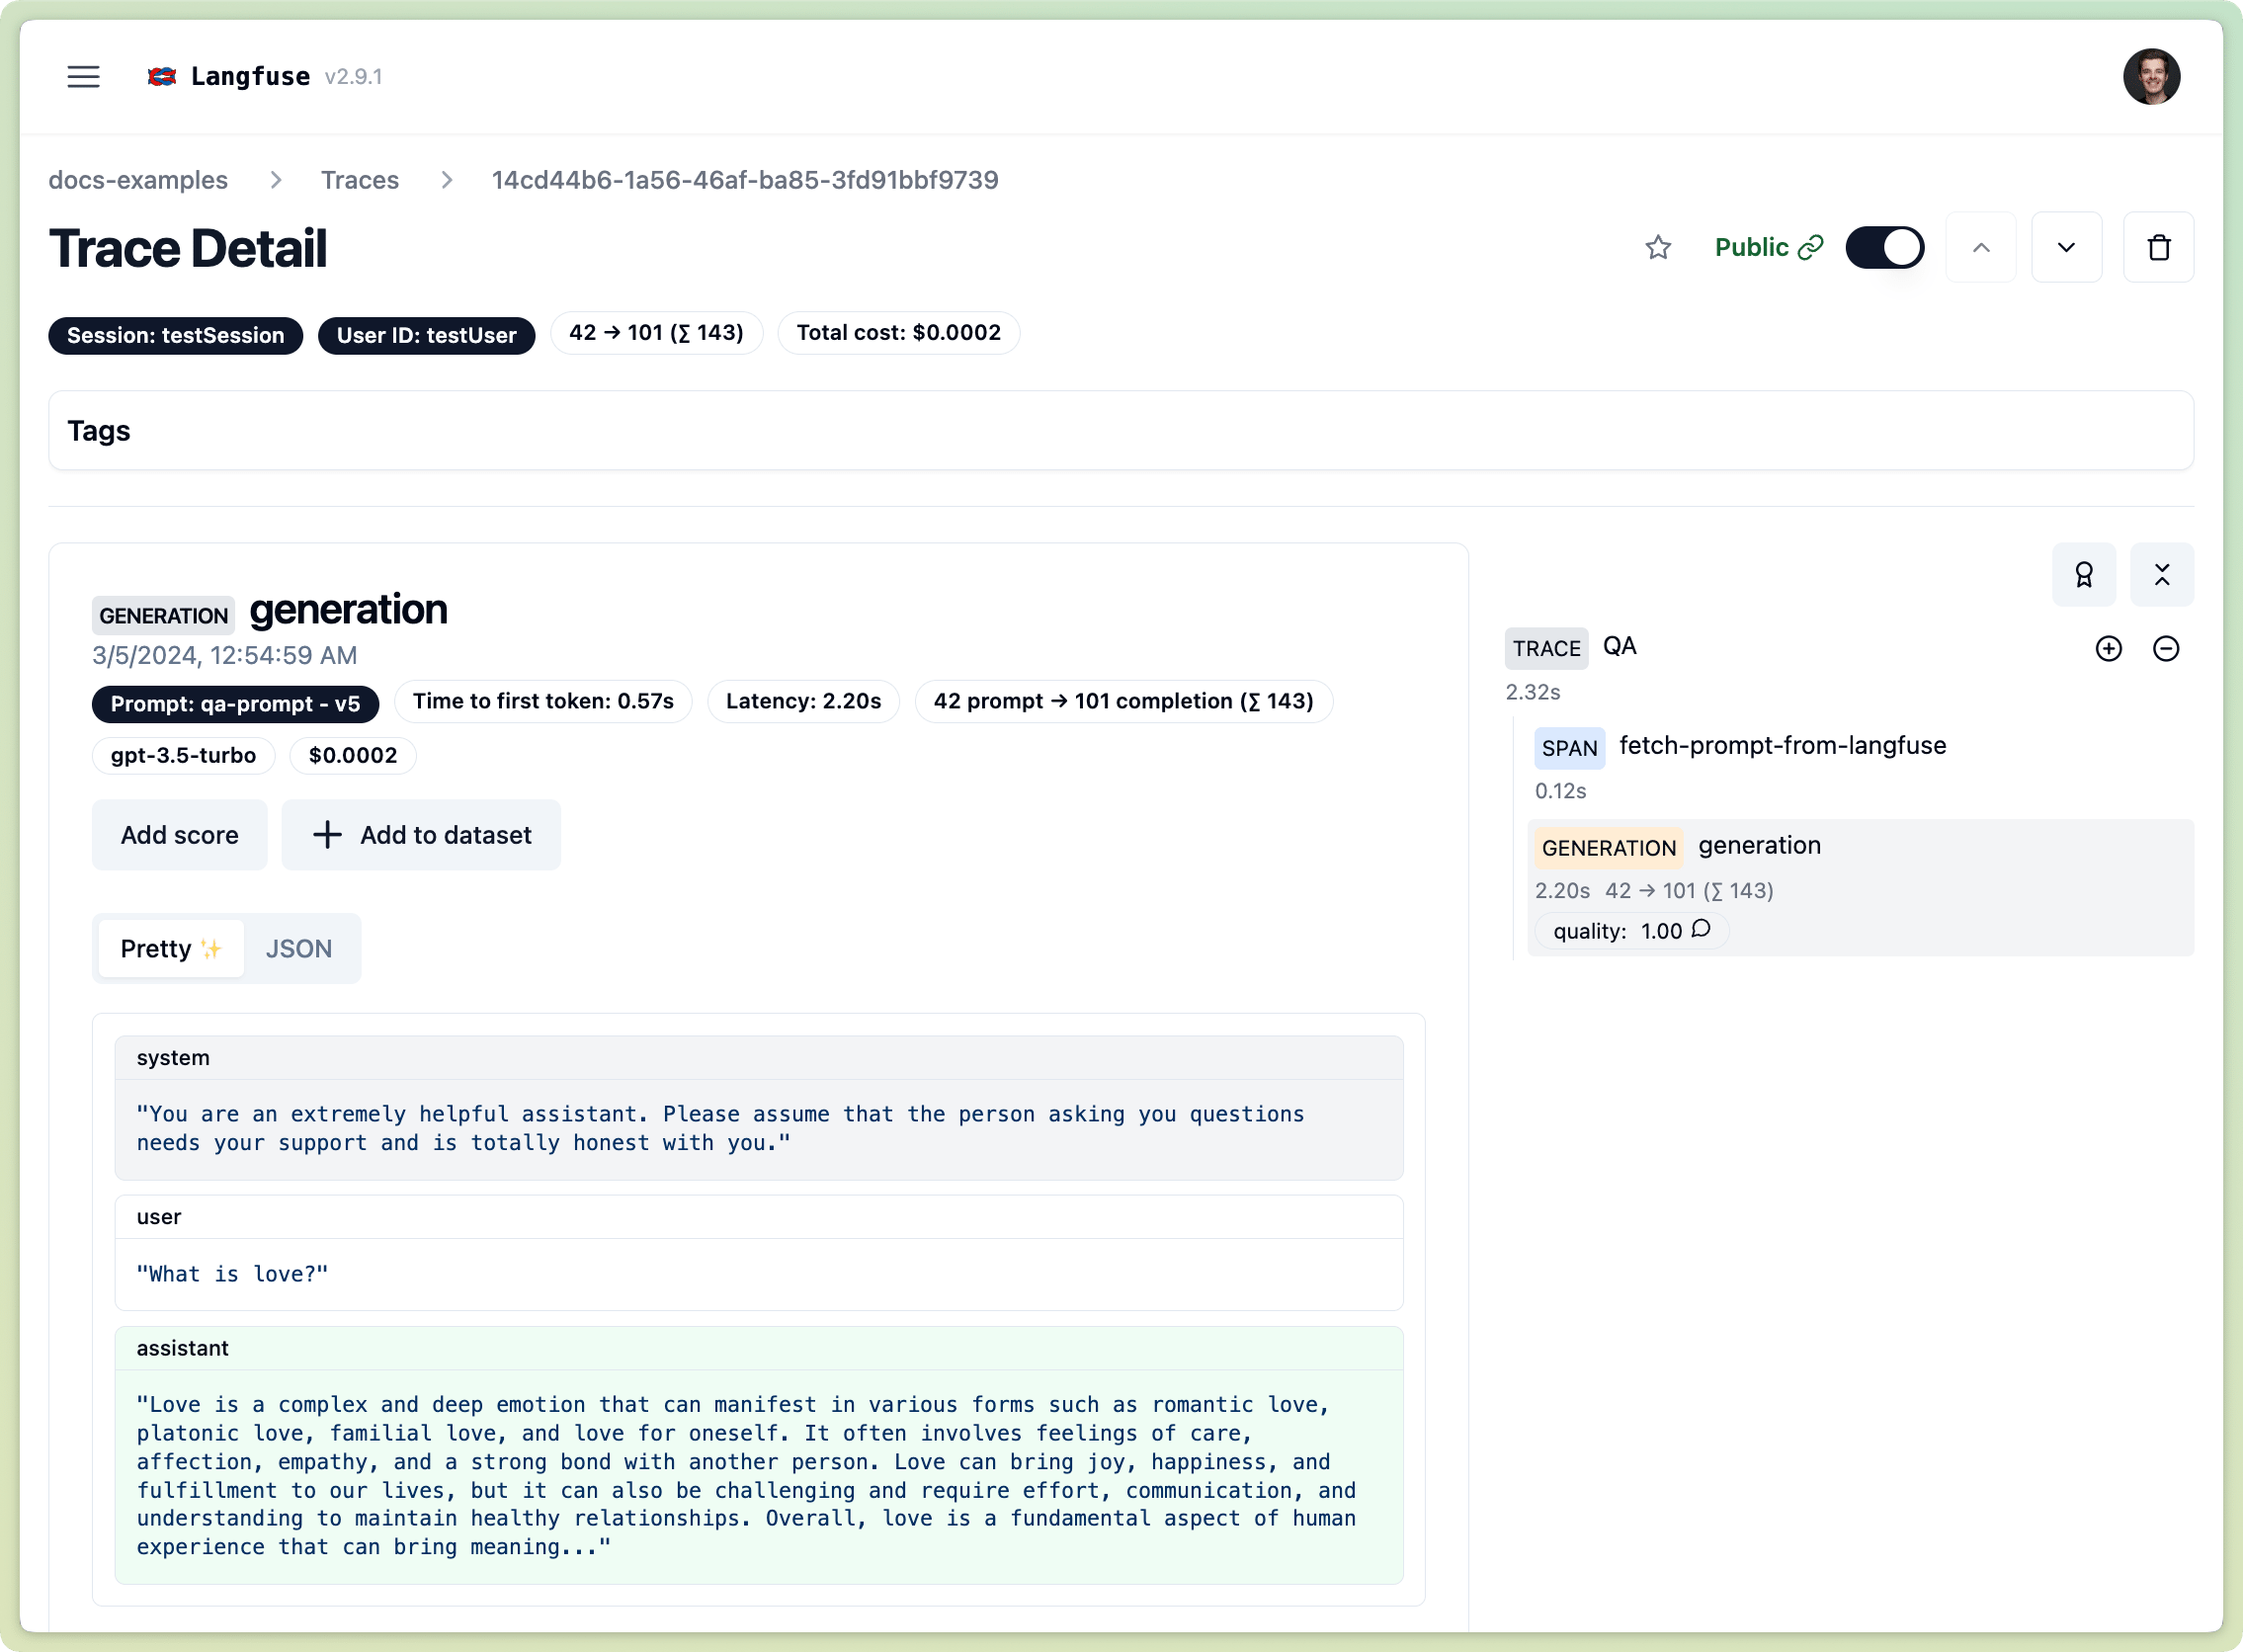 Langfuse v2.9.1
docs-examples > Traces > 14cd44b6-1a56-46af-ba85-3fd91bbf9739
Trace Detail
Public
Session: testSession User ID: testUser 42 → 101 (∑ 143) Total cost: $0.0002
Tags
GENERATION generation
3/5/2024, 12:54:59 AM
Prompt: qa-prompt - v5 Time to first token: 0.57s Latency: 2.20s 42 prompt → 101 completion (∑ 143)
gpt-3.5-turbo $0.0002
Add score + Add to dataset
Pretty ✨ JSON
system
"You are an extremely helpful assistant. Please assume that the person asking you questions
needs your support and is totally honest with you."
user
"What is love?"
assistant
"Love is a complex and deep emotion that can manifest in various forms such as romantic love,
platonic love, familial love, and love for oneself. It often involves feelings of care,
affection, empathy, and a strong bond with another person. Love can bring joy, happiness, and
fulfillment to our lives, but it can also be challenging and require effort, communication, and
understanding to maintain healthy relationships. Overall, love is a fundamental aspect of human
experience that can bring meaning..."
TRACE QA
2.32s
SPAN fetch-prompt-from-langfuse
0.12s
GENERATION generation
2.20s 42 → 101 (∑ 143)
quality: 1.00